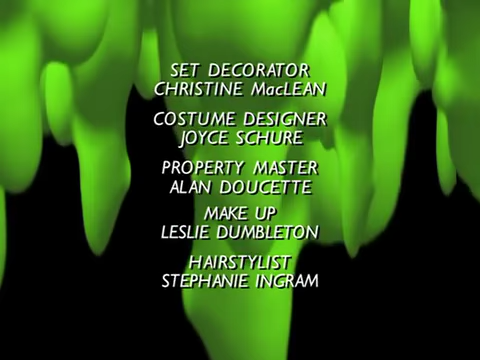 SET DECORATOR
CHRISTINE MacLEAN
COSTUME DESIGNER
JOYCE SCHURE
PROPERTY MASTER
ALAN DOUCETTE
MAKE UP
LESLIE DUMBLETON
HAIRSTYLIST
STEPHANIE INGRAM